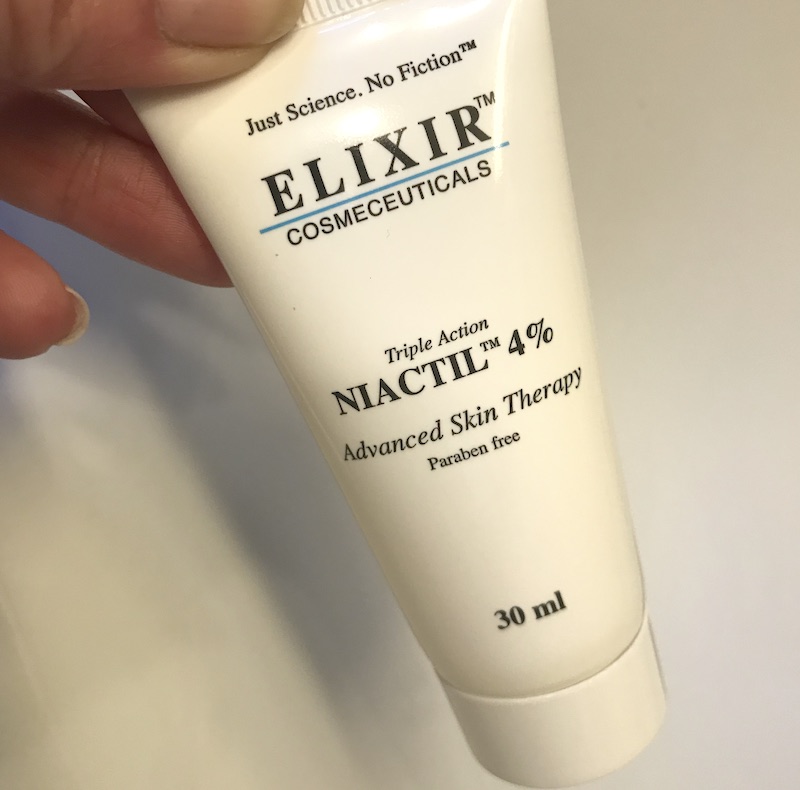 Just Science. No Fiction™
ELIXIR™
COSMECEUTICALS
Triple Action
NIACTIL™ 4%
Advanced Skin Therapy
Paraben free
30 ml